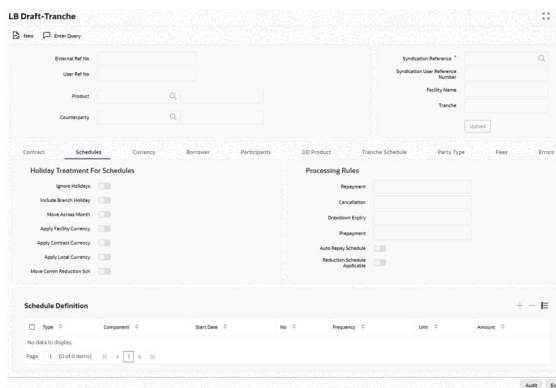 LB Draft-Tranche
New Enter Query
External Ref No
User Ref No
Product
Counterparty
Syndication Reference *
Syndication User Reference Number
Facility Name
Tranche
Upload
Contract Schedules Currency Borrower Participants DD Product Tranche Schedule Party Type Fees Errors
Holiday Treatment For Schedules
Ignore Holidays
Include Branch Holiday
Move Across Month
Apply Facility Currency
Apply Contract Currency
Apply Local Currency
Move Comm Reduction Sch
Processing Rules
Repayment
Cancellation
Drawdown Expiry
Prepayment
Auto Repay Schedule
Reduction Schedule Applicable
Schedule Definition
Type Component Start Date No Frequency Unit Amount
No data to display.
Page 1 (0 of 0 items) 1
Audit